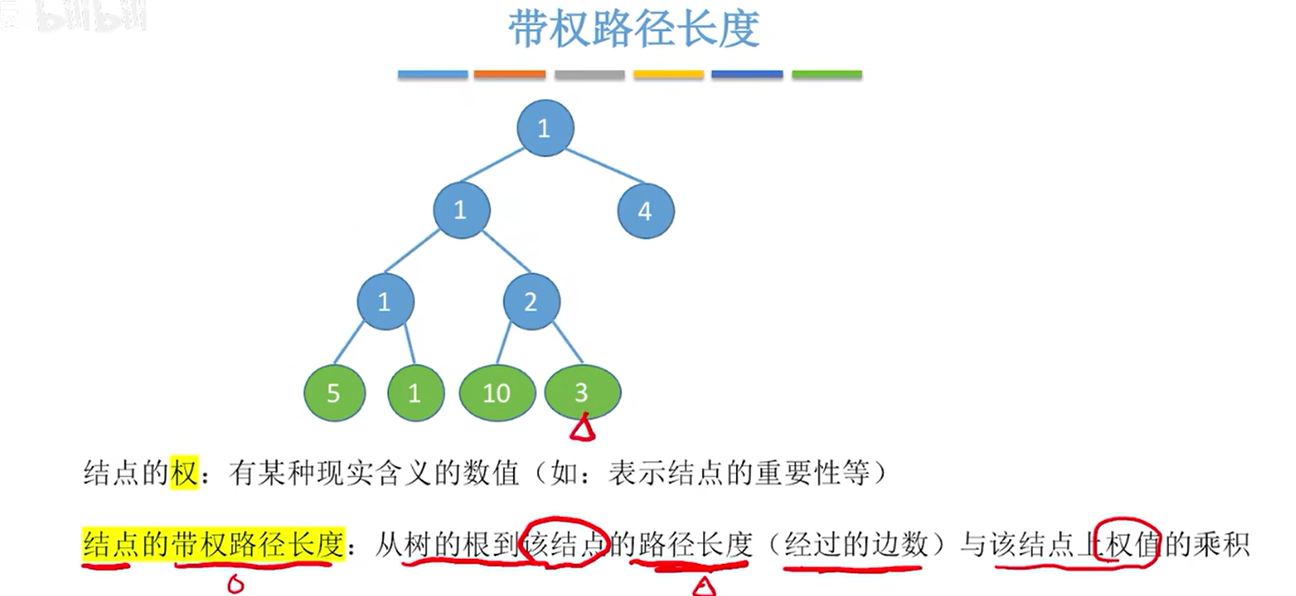 bilibili
带权路径长度
1
1 4
1 2
5 1 10 3
结点的权：有某种现实含义的数值（如：表示结点的重要性等）
结点的带权路径长度：从树的根到该结点的路径长度（经过的边数）与该结点上权值的乘积